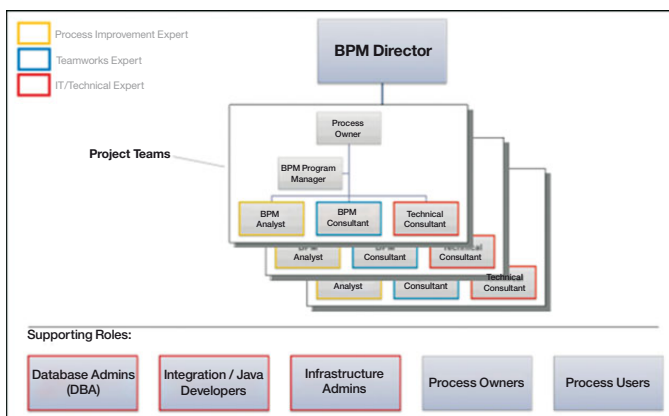 Process Improvement Expert
Teamworks Expert
IT/Technical Expert
BPM Director
Process
Owner
Project Teams
BPM Program
Manager
BPM
Analyst
BPM
Consultant
Technical
Consultant
BPM
Analyst
BPM
Consultant
Technical
Consultant
Analyst
Consultant
Technical
Consultant
Supporting Roles:
Database Admins
(DBA)
Integration / Java
Developers
Infrastructure
Admins
Process Owners
Process Users